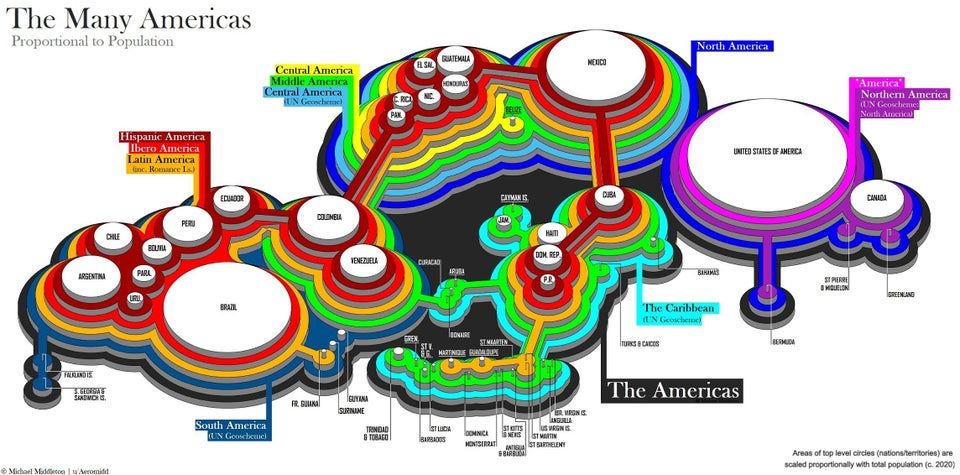 The Many Americas
Proportional to Population
North America
Central America
Middle America
Central America
(UN Geoscheme)
"America"
Northern America
(UN Geoscheme:
North America)
Hispanic America
Ibero America
Latin America
(inc. Romance Ls.)
EL SAL.
GUATEMALA
HONDURAS
C. RICA
NIC.
PAN.
BELIZE
MEXICO
UNITED STATES OF AMERICA
CANADA
ECUADOR
PERU
COLOMBIA
CHILE
BOLIVIA
ARGENTINA
PARA.
URU.
BRAZIL
VENEZUELA
CUBA
CAYMAN IS.
JAM.
HAITI
DOM. REP.
P.R.
CURACAO
ARUBA
BONAIRE
BAHAMAS
ST PIERRE
& MIQUELON
GREENLAND
The Caribbean
(UN Geoscheme)
TURKS & CAICOS
BERMUDA
FALKLAND IS.
S. GEORGIA &
SANDWICH IS.
GREN.
ST V.
& G.
MARTINIQUE
GUADALOUPE
ST MAARTEN
The Americas
FR. GUIANA
SURINAME
GUYANA
TRINIDAD
& TOBAGO
BARBADOS
ST LUCIA
DOMINICA
MONTSERRAT
ST KITTS
& NEVIS
ANTIGUA
& BARBUDA
ST BARTHELEMY
ST MARTIN
US VIRGIN IS.
ANGUILLA
BR. VIRGIN IS.
South America
(UN Geoscheme)
Areas of top level circles (nations/territories) are
scaled proportionally with total population (c. 2020)
© Michael Middleton | u/Aeromidd